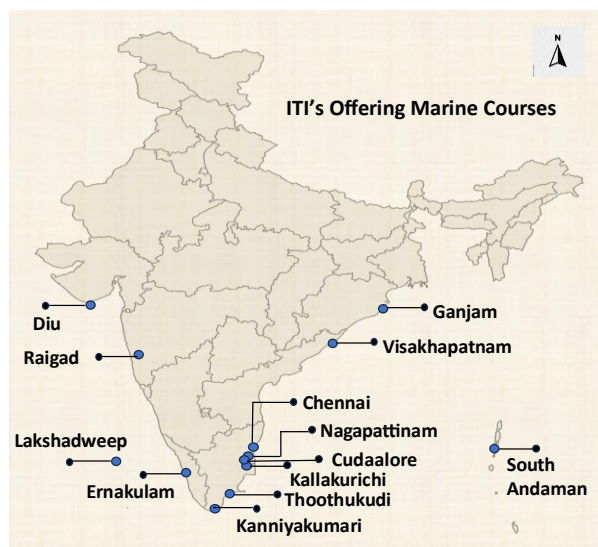 N
ITI's Offering Marine Courses
Ganjam
Diu
Visakhapatnam
Raigad
Chennai
Nagapattinam
Lakshadweep
Cudaalore
South
Andaman
Kallakurichi
Ernakulam
Thoothukudi
Kanniyakumari